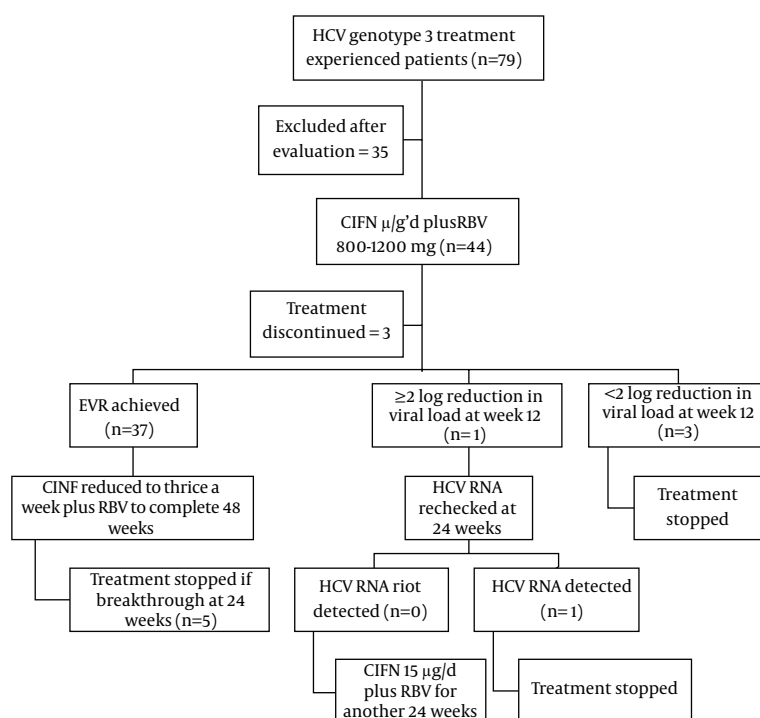 HCV genotype 3 treatment
experienced patients (n=79)
Excluded after
evaluation = 35
CIFN µ/g'd plusRBV
800-1200 mg (n=44)
Treatment
discontinued = 3
EVR achieved
(n=37)
≥2 log reduction in
viral load at week 12
(n=1)
<2 log reduction in
viral load at week 12
(n=3)
CINF reduced to thrice a
week plus RBV to complete 48
weeks
HCV RNA
rechecked at
24 weeks
Treatment
stopped
Treatment stopped if
breakthrough at 24
weeks (n=5)
HCV RNA riot
detected (n=0)
HCV RNA detected
(n=1)
CIFN 15 µg/d
plus RBV for
another 24 weeks
Treatment stopped